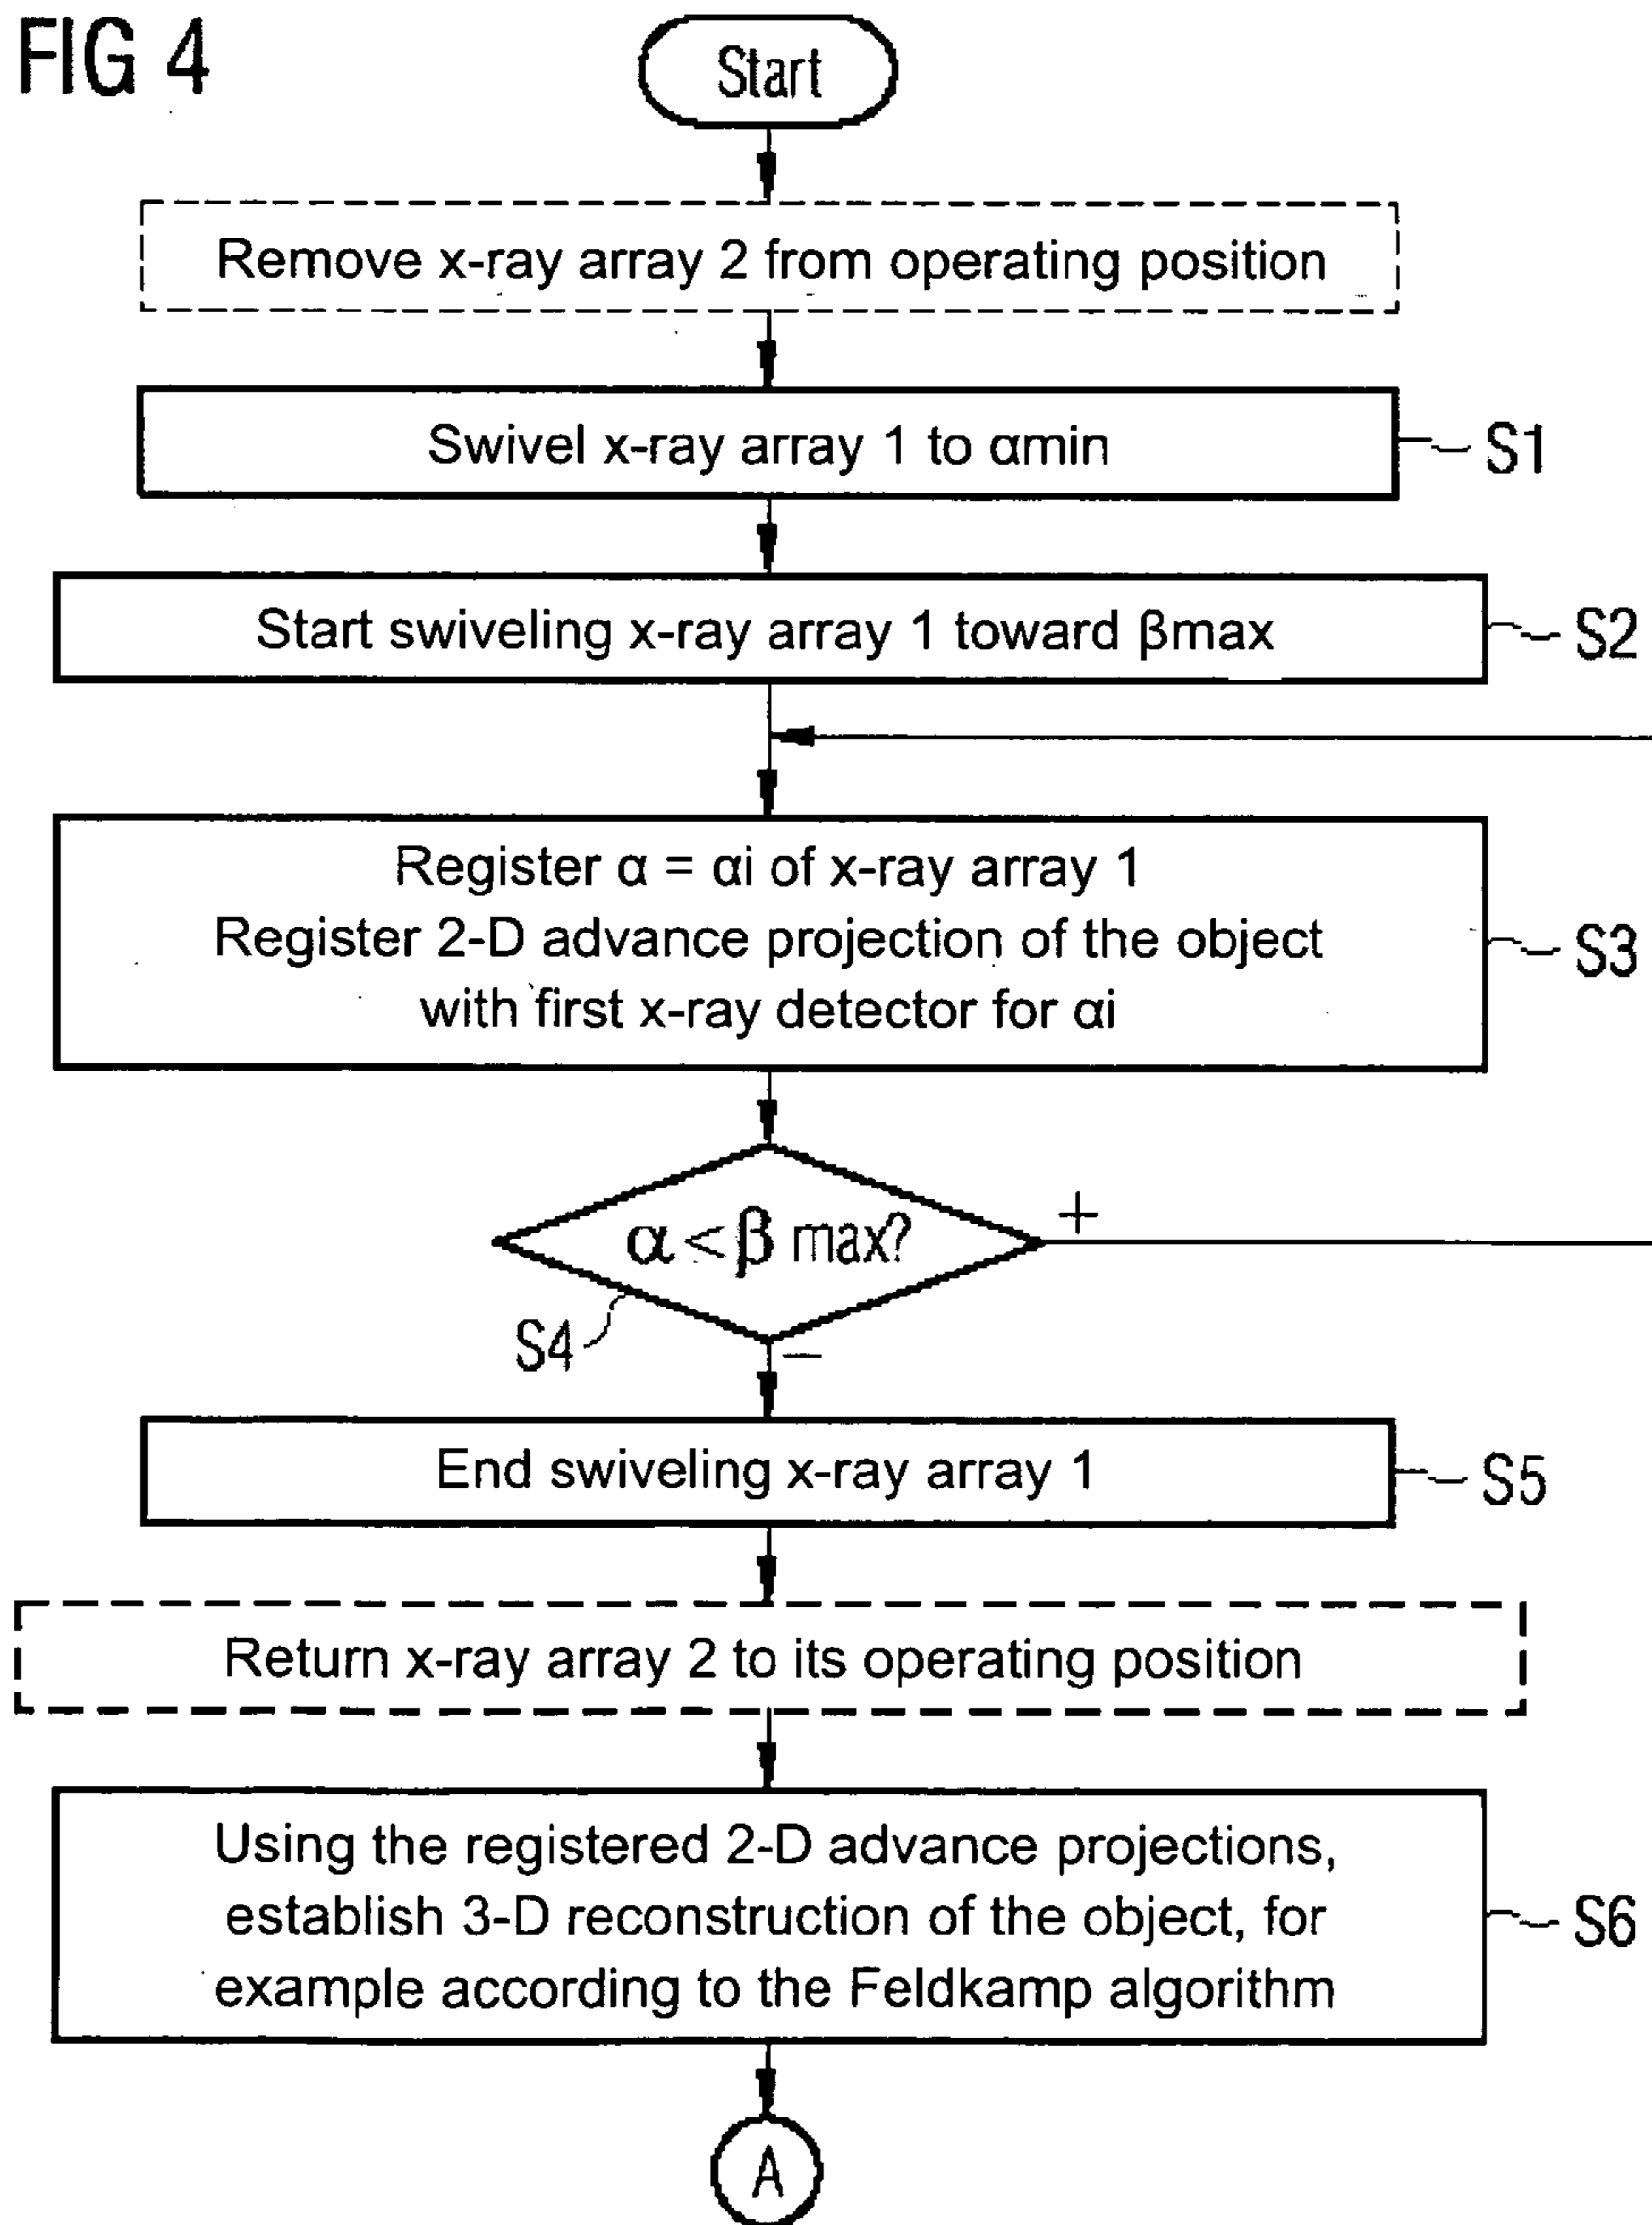 FIG 4
Start
Remove x-ray array 2 from operating position
Swivel x-ray array 1 to αmin
S1
Start swiveling x-ray array 1 toward βmax
S2
Register α = αi of x-ray array 1
Register 2-D advance projection of the object
with first x-ray detector for αi
S3
α < β max?
+
S4
−
End swiveling x-ray array 1
S5
Return x-ray array 2 to its operating position
Using the registered 2-D advance projections,
establish 3-D reconstruction of the object, for
example according to the Feldkamp algorithm
S6
A